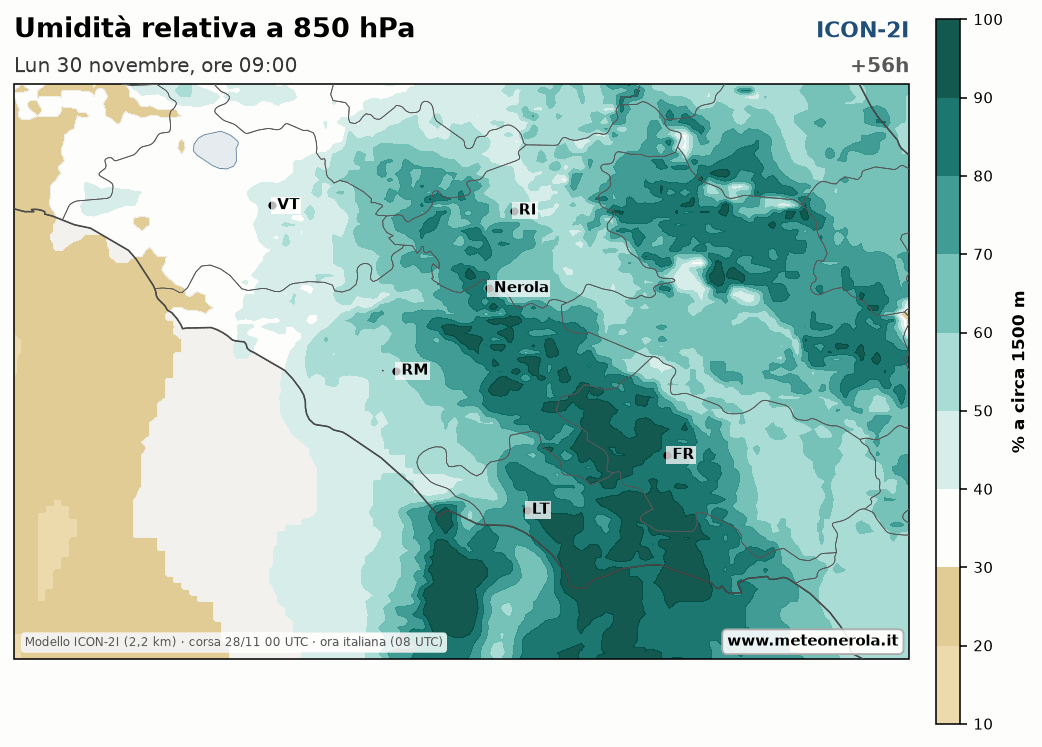 Umidità relativa a 850 hPa
ICON-2I
Lun 30 novembre, ore 09:00
+56h
VT
RI
Nerola
RM
FR
LT
Modello ICON-2I (2,2 km) · corsa 28/11 00 UTC · ora italiana (08 UTC)
www.meteonerola.it
100
90
80
70
60
50
40
30
20
10
% a circa 1500 m